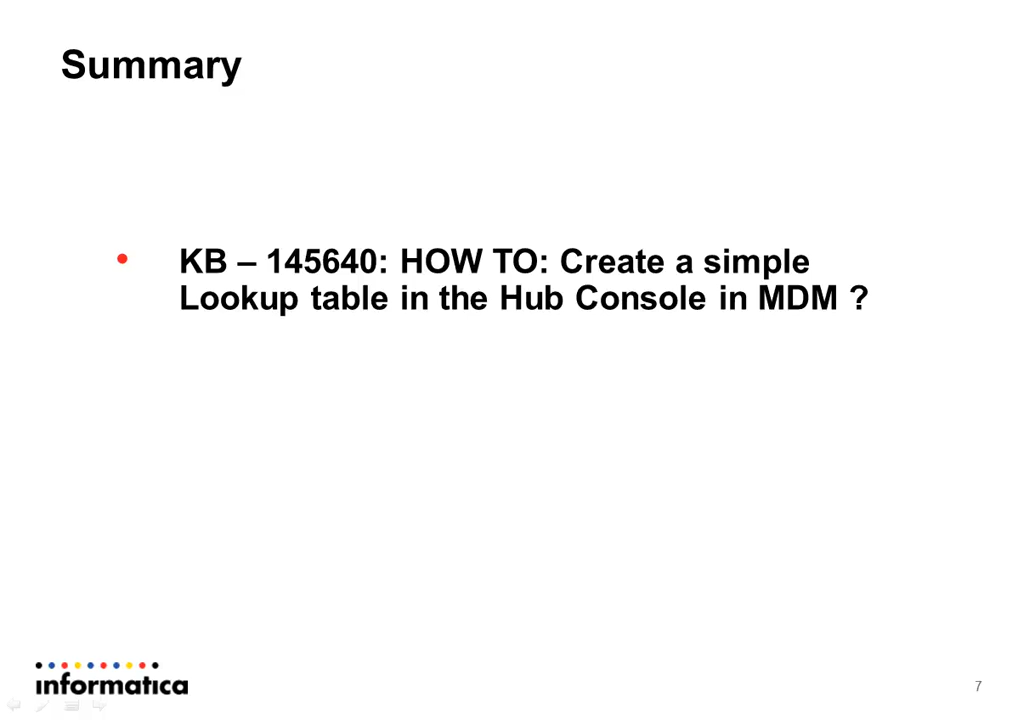 Summary
• KB – 145640: HOW TO: Create a simple
Lookup table in the Hub Console in MDM ?
informatica
7